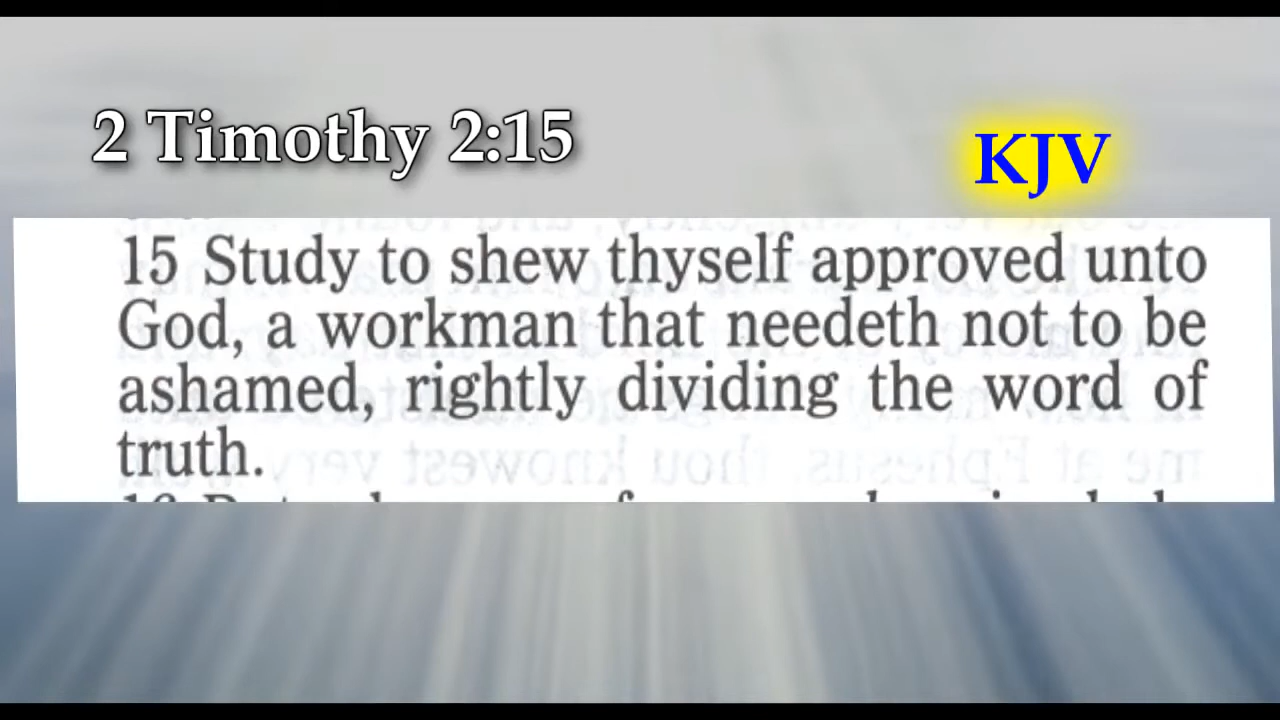 2 Timothy 2:15
KJV
15 Study to shew thyself approved unto
God, a workman that needeth not to be
ashamed, rightly dividing the word of
truth.